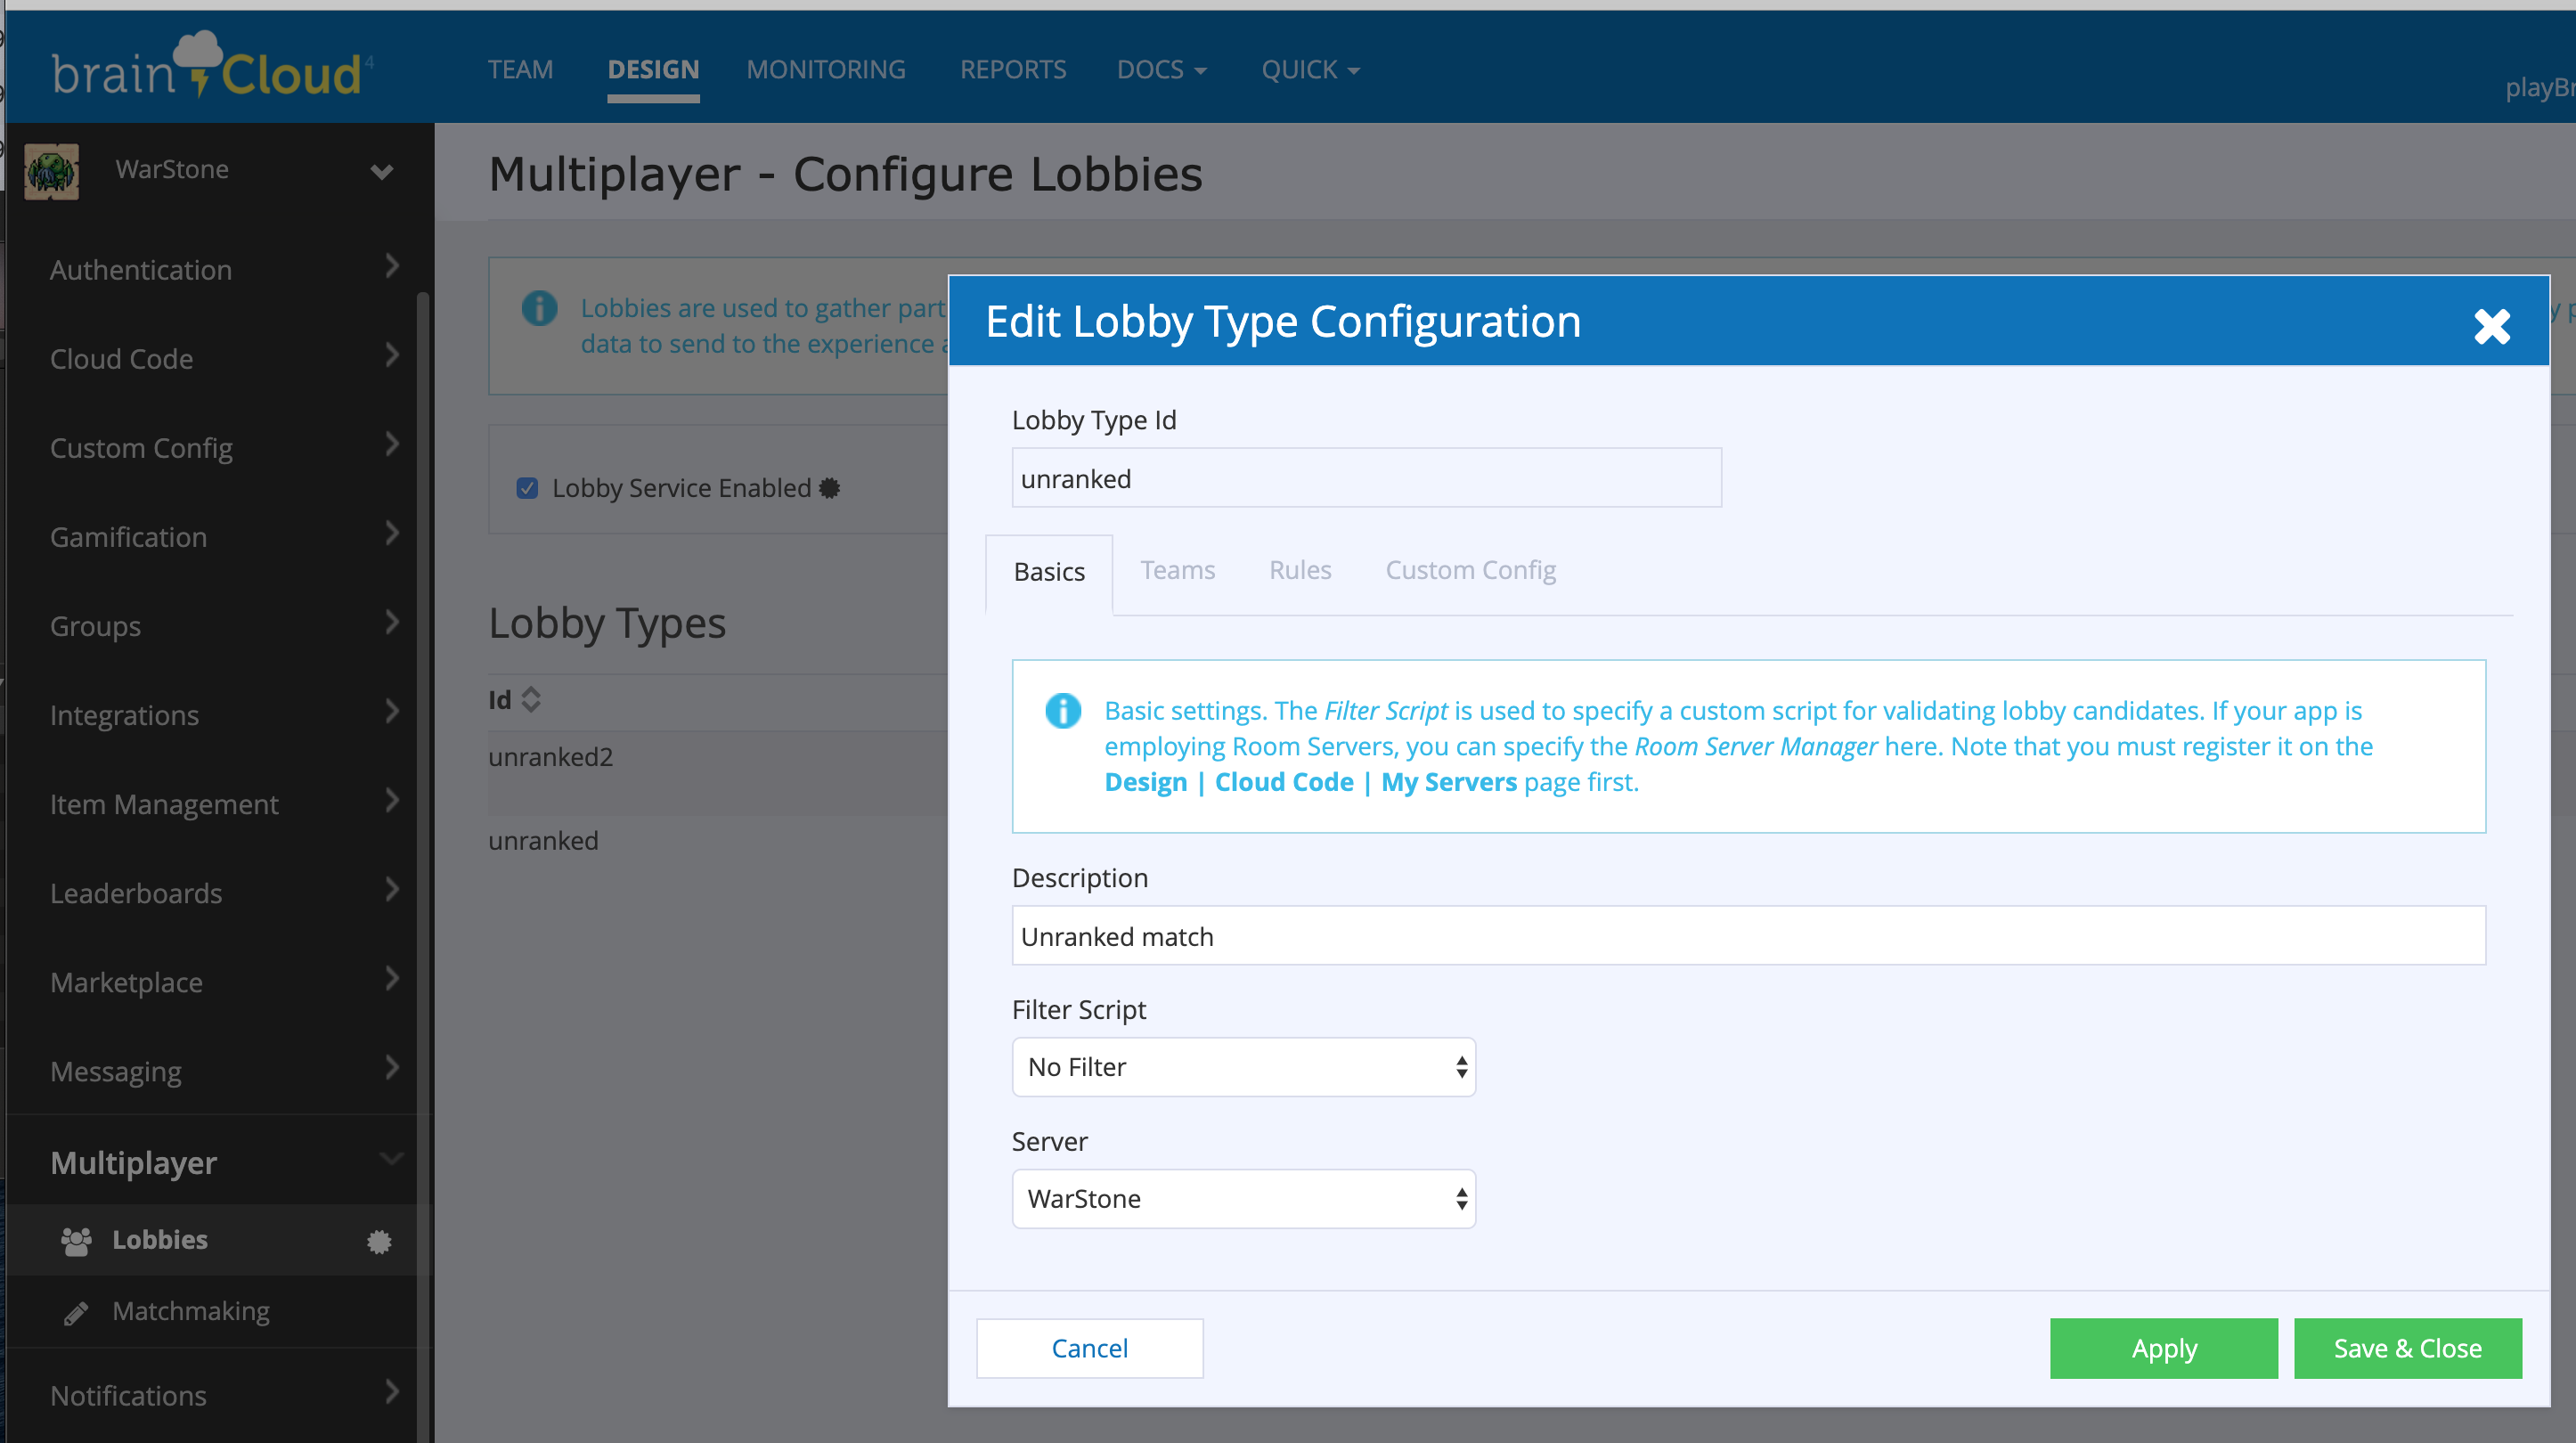 brainCloud 4
TEAM DESIGN MONITORING REPORTS DOCS QUICK
WarStone
Authentication
Cloud Code
Custom Config
Gamification
Groups
Integrations
Item Management
Leaderboards
Marketplace
Messaging
Multiplayer
Lobbies
Matchmaking
Notifications
Multiplayer - Configure Lobbies
Lobbies are used to gather
data to send to the experience
Lobby Service Enabled
Lobby Types
Id
unranked2
unranked
Edit Lobby Type Configuration
Lobby Type Id
unranked
Basics Teams Rules Custom Config
Basic settings. The Filter Script is used to specify a custom script for validating lobby candidates. If your app is
employing Room Servers, you can specify the Room Server Manager here. Note that you must register it on the
Design | Cloud Code | My Servers page first.
Description
Unranked match
Filter Script
No Filter
Server
WarStone
Cancel Apply Save & Close